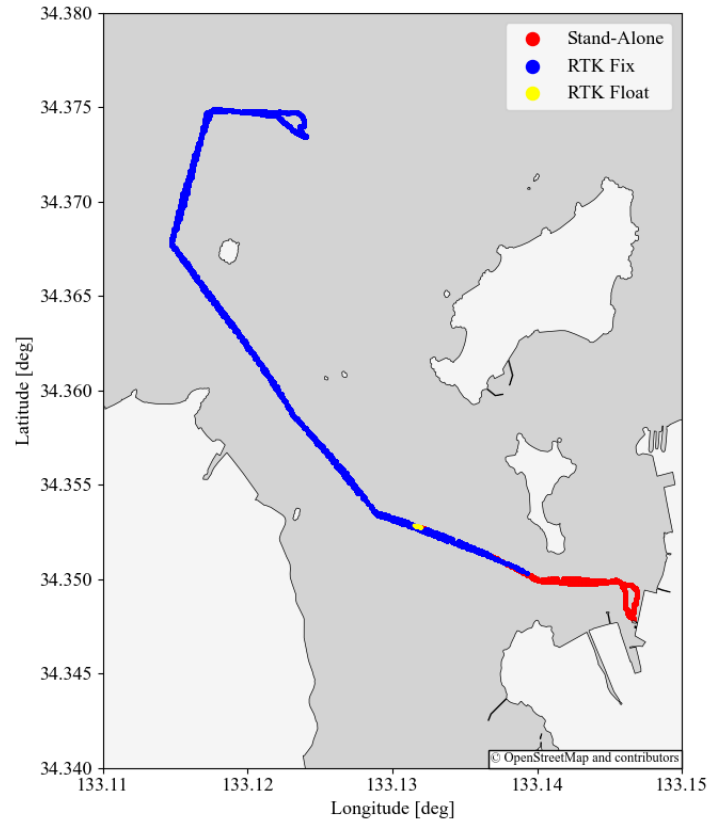 Stand-Alone
RTK Fix
RTK Float
34.380
34.375
34.370
34.365
34.360
34.355
34.350
34.345
34.340
Latitude [deg]
© OpenStreetMap and contributors
133.11
133.12
133.13
133.14
133.15
Longitude [deg]